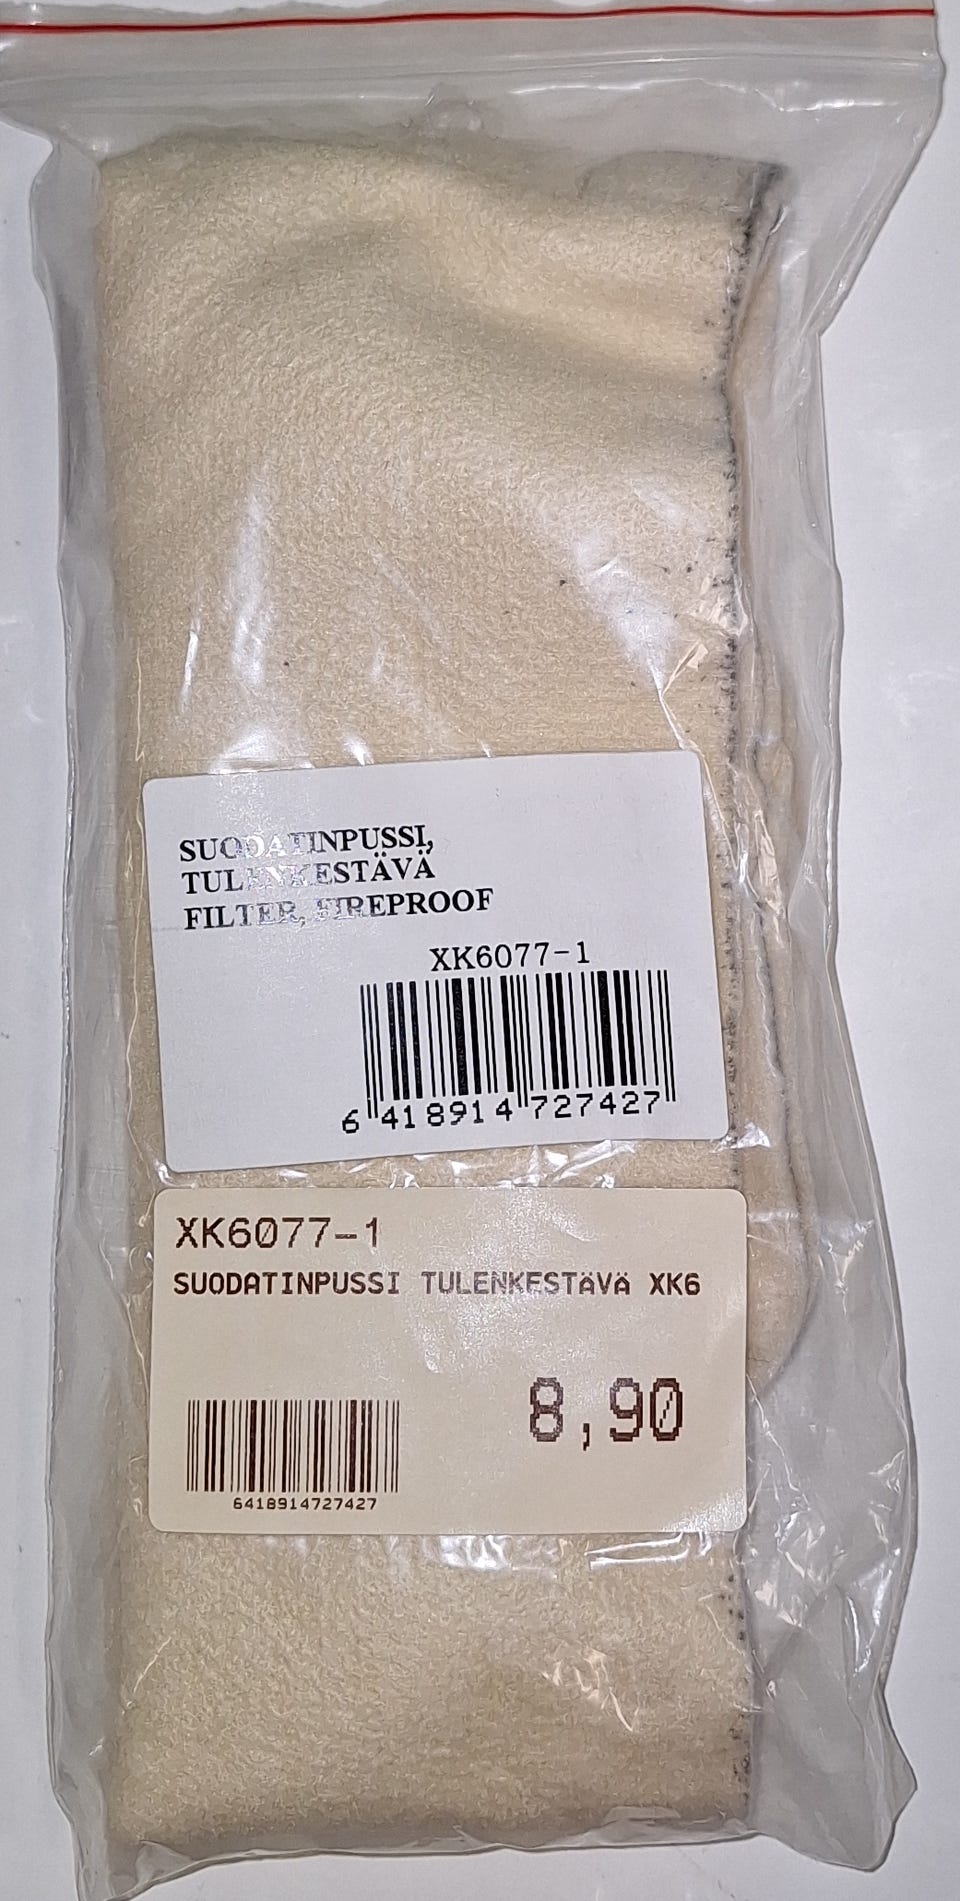 SUODATINPUSSI,
TULENKESTÄVÄ
FILTER, FIREPROOF
XK6077-1
6 418914 727427
XK6077-1
SUODATINPUSSI TULENKESTÄVÄ XK6
8,90
6418914727427